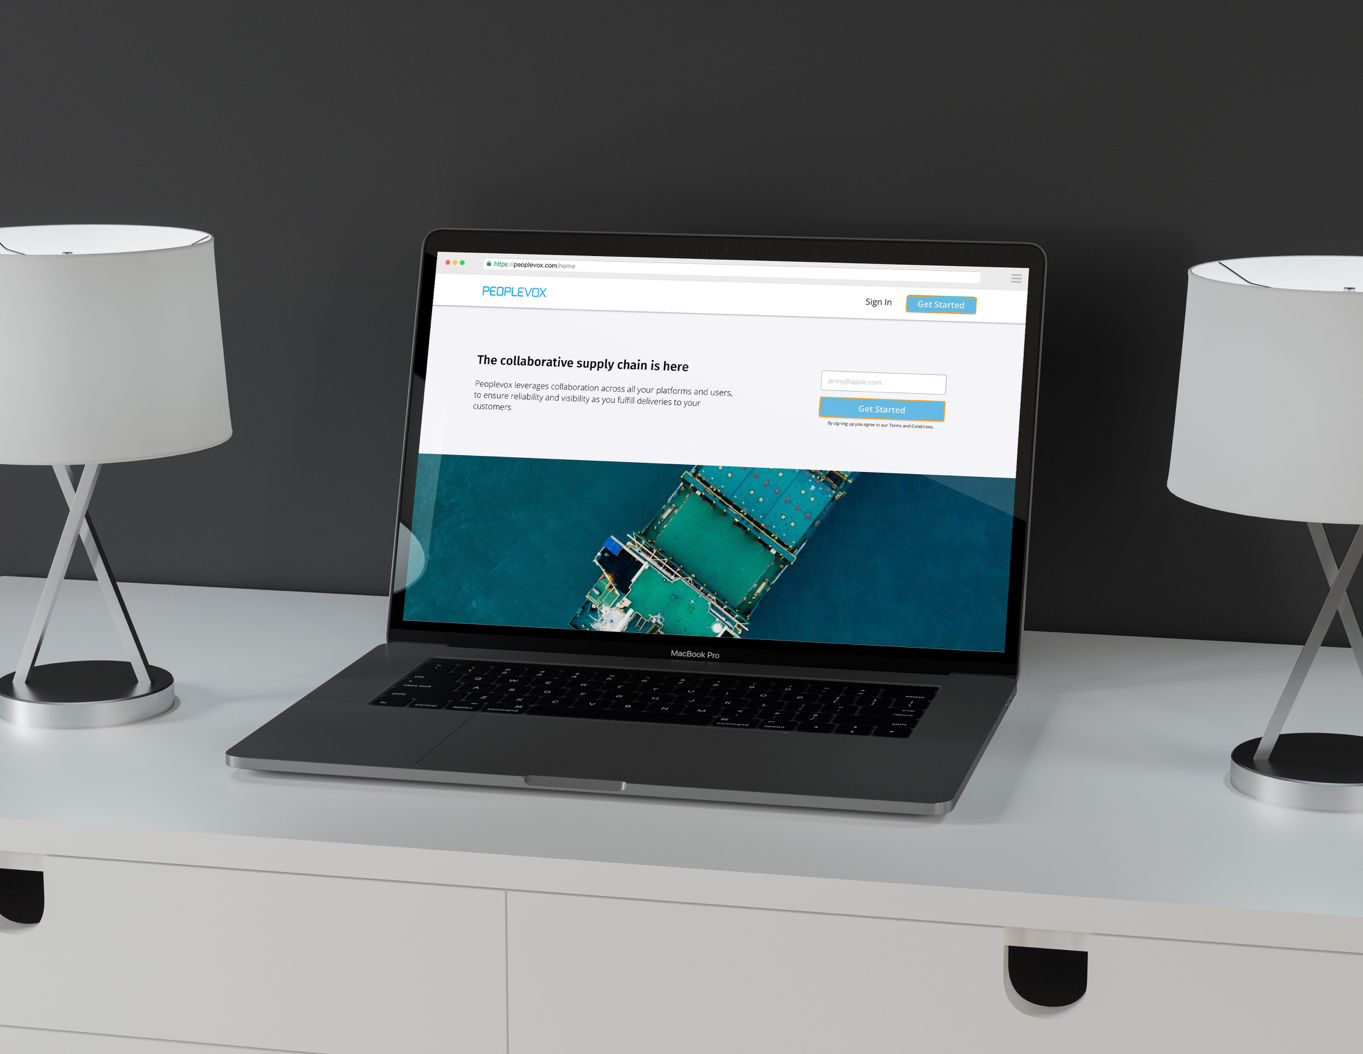 https://peoplevox.com/home
PEOPLEVOX
Sign In
Get Started
The collaborative supply chain is here
Peoplevox leverages collaboration across all your platforms and users,
to ensure reliability and visibility as you fulfill deliveries to your
customers.
jenny@apple.com
Get Started
By signing up you agree to our Terms and Conditions
MacBook Pro